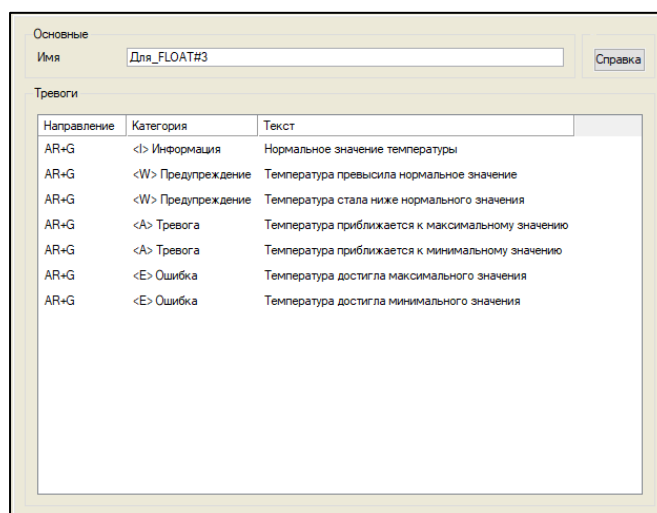 Основные
Имя Для_FLOAT#3 Справка
Тревоги
Направление Категория Текст
AR+G <I> Информация Нормальное значение температуры
AR+G <W> Предупреждение Температура превысила нормальное значение
AR+G <W> Предупреждение Температура стала ниже нормального значения
AR+G <A> Тревога Температура приближается к максимальному значению
AR+G <A> Тревога Температура приближается к минимальному значению
AR+G <E> Ошибка Температура достигла максимального значения
AR+G <E> Ошибка Температура достигла минимального значения